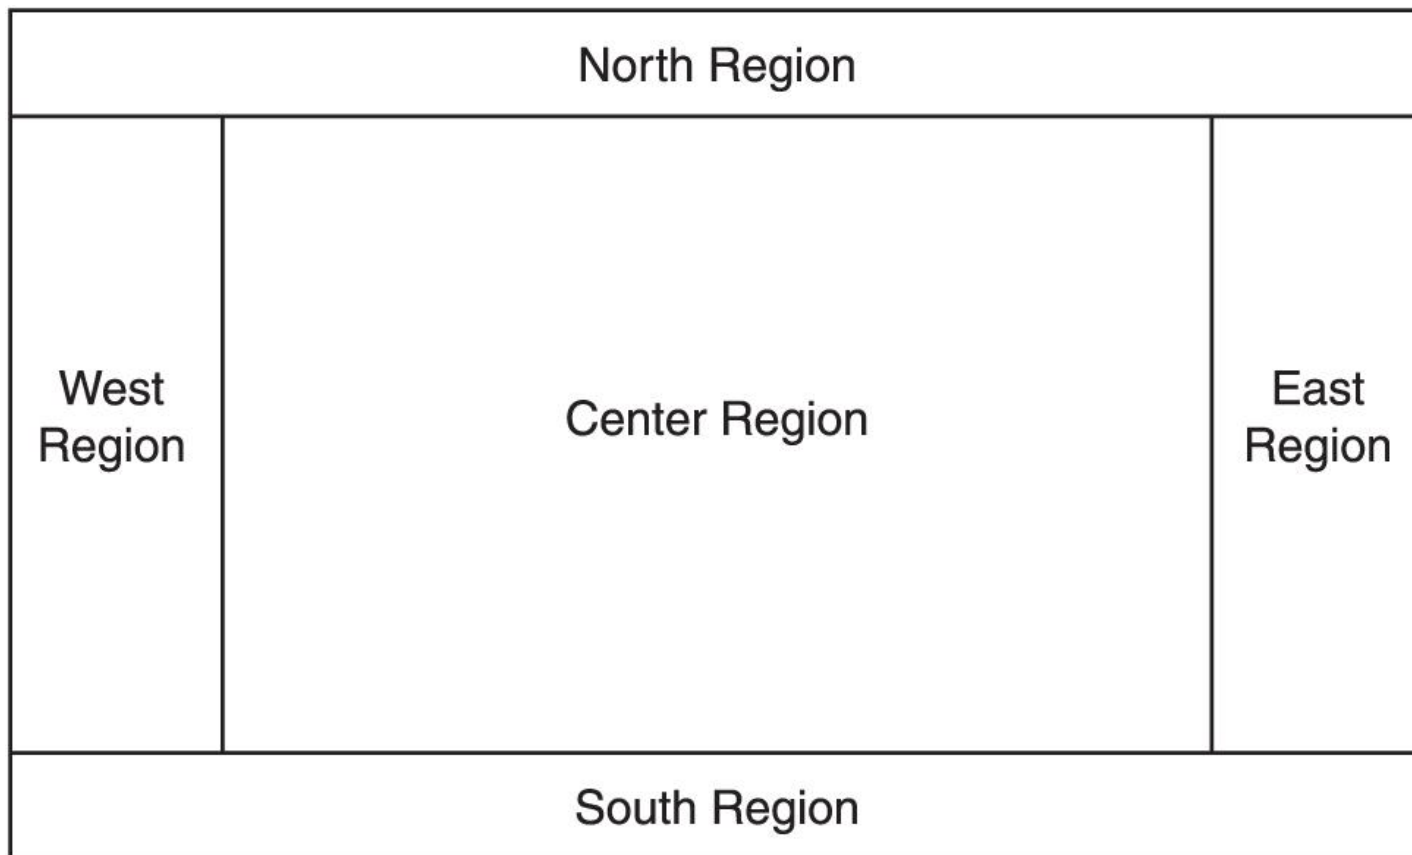 North Region
West
Region
Center Region
East
Region
South Region